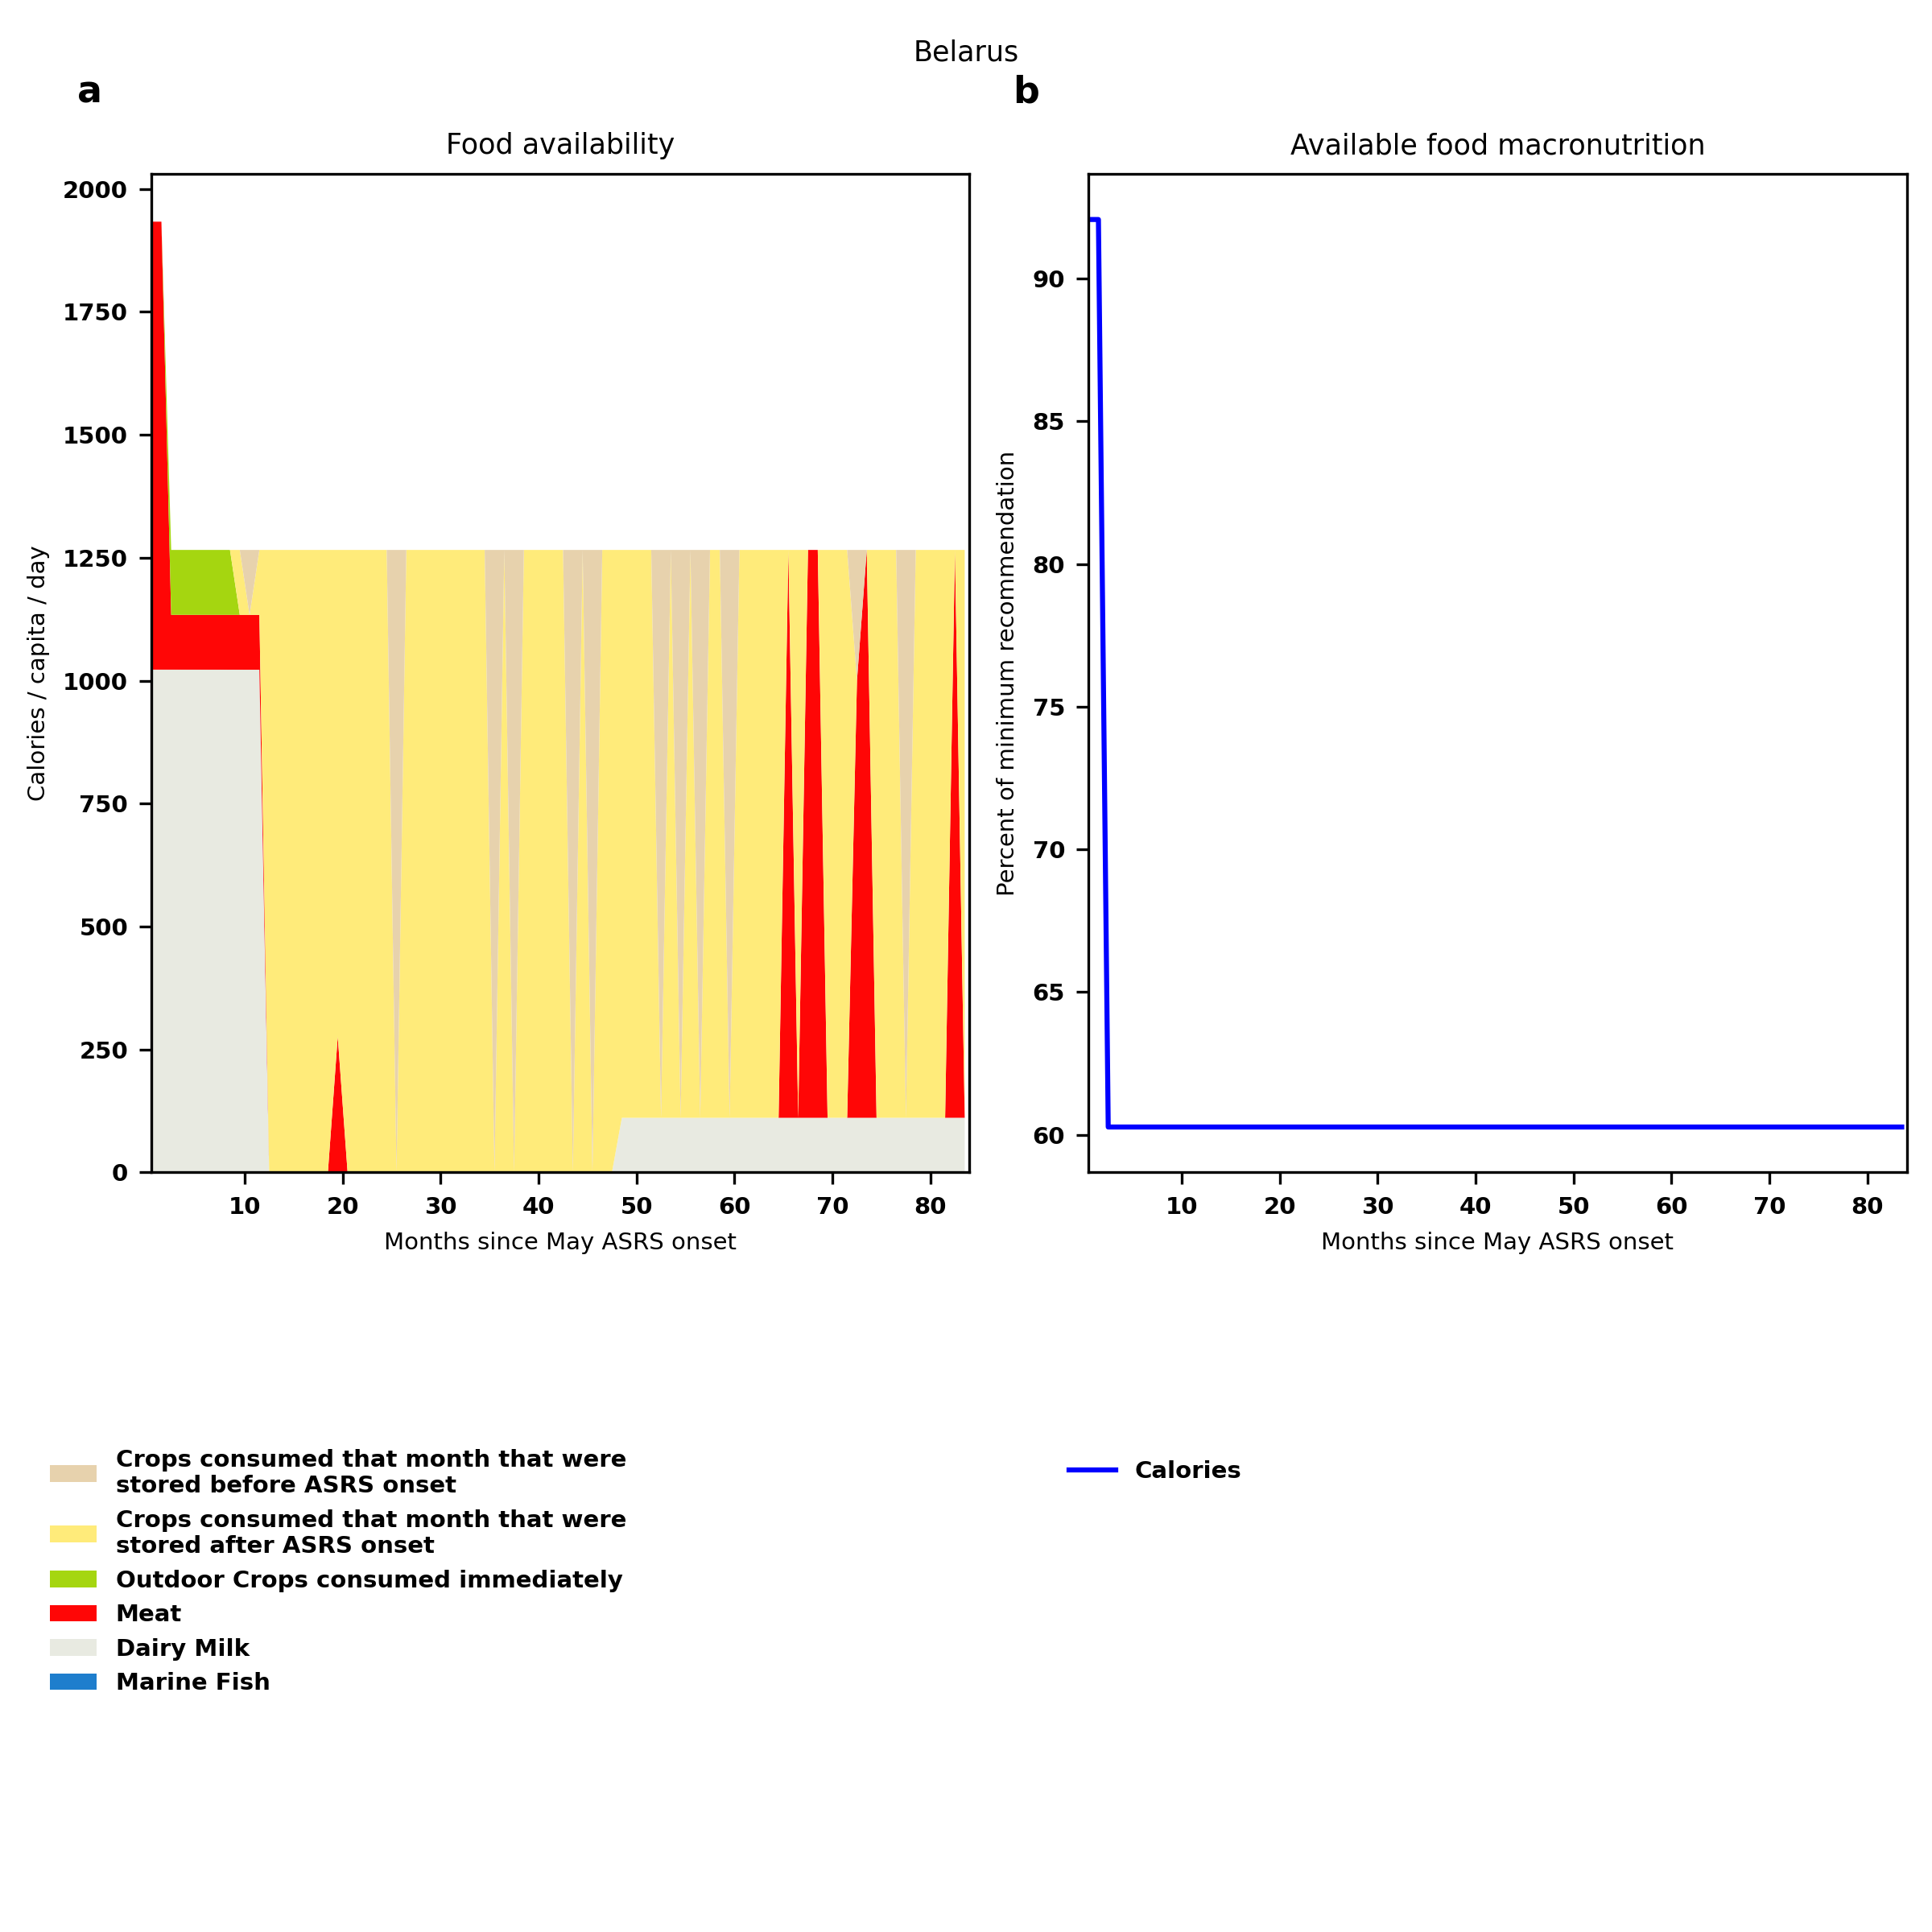 Belarus
a
b
Food availability
Available food macronutrition
2000
1750
1500
1250
1000
750
500
250
0
Calories / capita / day
10 20 30 40 50 60 70 80
Months since May ASRS onset
90
85
80
75
70
65
60
Percent of minimum recommendation
10 20 30 40 50 60 70 80
Months since May ASRS onset
Crops consumed that month that were
stored before ASRS onset
Crops consumed that month that were
stored after ASRS onset
Outdoor Crops consumed immediately
Meat
Dairy Milk
Marine Fish
Calories